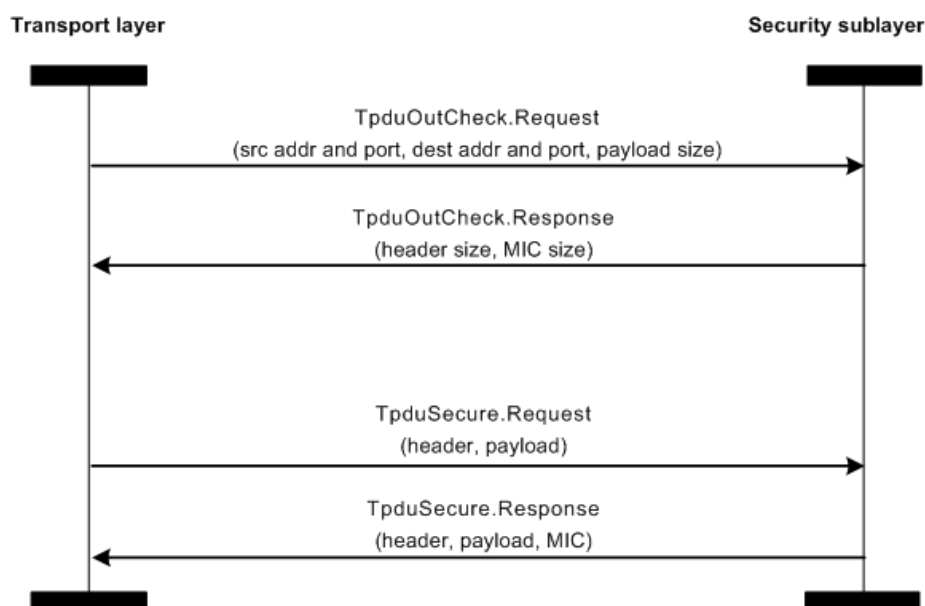 Transport layer
Security sublayer
TpduOutCheck.Request
(src addr and port, dest addr and port, payload size)
TpduOutCheck.Response
(header size, MIC size)
TpduSecure.Request
(header, payload)
TpduSecure.Response
(header, payload, MIC)